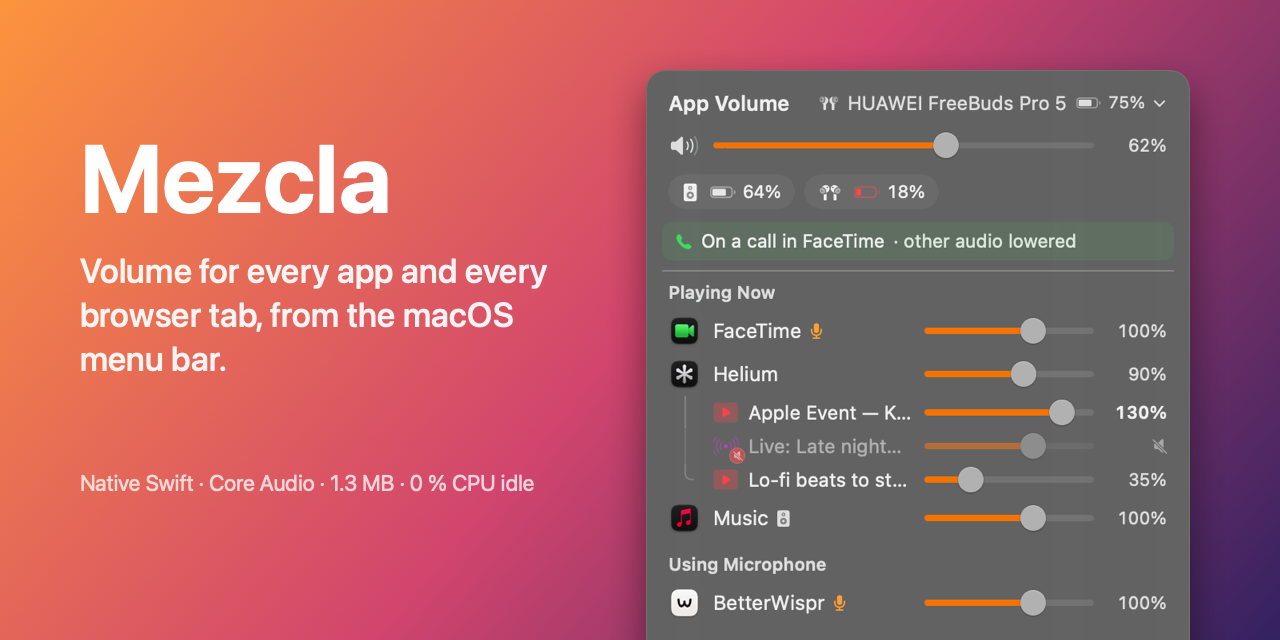 Mezcla
Volume for every app and every
browser tab, from the macOS
menu bar.
Native Swift · Core Audio · 1.3 MB · 0 % CPU idle
App Volume
HUAWEI FreeBuds Pro 5
75%
62%
64%
18%
On a call in FaceTime · other audio lowered
Playing Now
FaceTime
100%
Helium
90%
Apple Event — K...
130%
Live: Late night...
Lo-fi beats to st...
35%
Music
100%
Using Microphone
BetterWispr
100%